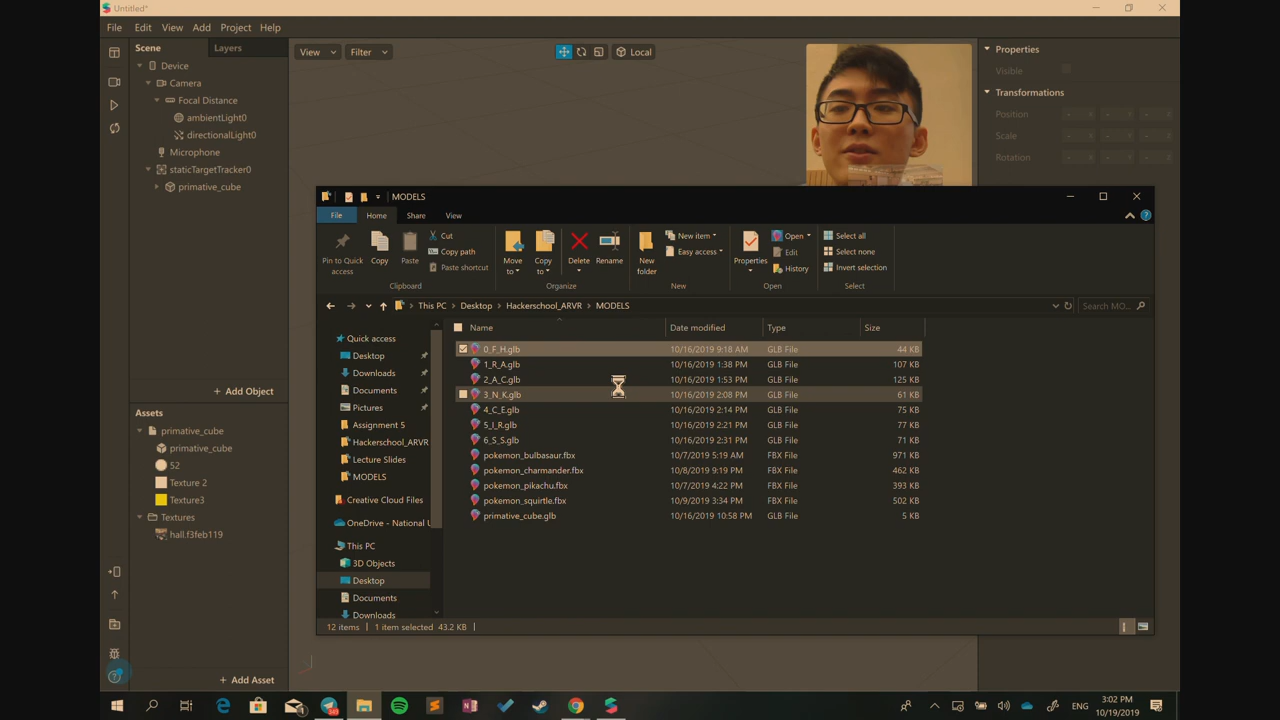 Untitled*
File Edit View Add Project Help
Scene Layers
View Filter Local
Device
Camera
Focal Distance
ambientLight0
directionalLight0
Microphone
staticTargetTracker0
primative_cube
+ Add Object
Assets
primative_cube
primative_cube
52
Texture 2
Texture3
Textures
hall.f3feb119
+ Add Asset
Properties
Visible
Transformations
Position
Scale
Rotation
MODELS
File Home Share View
Pin to Quick access
Copy
Paste
Cut
Copy path
Paste shortcut
Clipboard
Move to
Copy to
Delete
Rename
Organize
New folder
New item
Easy access
New
Properties
Open
Edit
History
Open
Select all
Select none
Invert selection
Select
This PC > Desktop > Hackerschool_ARVR > MODELS
Search MO...
Quick access
Desktop
Downloads
Documents
Pictures
Assignment 5
Hackerschool_ARVR
Lecture Slides
MODELS
Creative Cloud Files
OneDrive - National U
This PC
3D Objects
Desktop
Documents
Downloads
Name Date modified Type Size
0_F_H.glb 10/16/2019 9:18 AM GLB File 44 KB
1_R_A.glb 10/16/2019 1:38 PM GLB File 107 KB
2_A_C.glb 10/16/2019 1:53 PM GLB File 125 KB
3_N_K.glb 10/16/2019 2:08 PM GLB File 61 KB
4_C_E.glb 10/16/2019 2:14 PM GLB File 75 KB
5_I_R.glb 10/16/2019 2:21 PM GLB File 77 KB
6_S_S.glb 10/16/2019 2:31 PM GLB File 71 KB
pokemon_bulbasaur.fbx 10/7/2019 5:19 AM FBX File 971 KB
pokemon_charmander.fbx 10/8/2019 9:19 PM FBX File 462 KB
pokemon_pikachu.fbx 10/7/2019 4:22 PM FBX File 393 KB
pokemon_squirtle.fbx 10/9/2019 3:34 PM FBX File 502 KB
primative_cube.glb 10/16/2019 10:58 PM GLB File 5 KB
12 items 1 item selected 43.2 KB
ENG
3:02 PM
10/19/2019